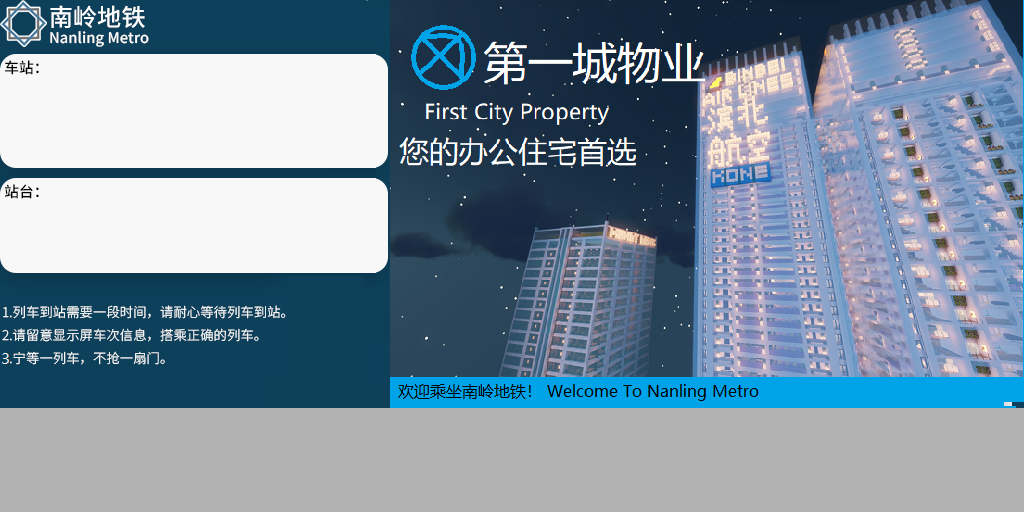 南岭地铁
Nanling Metro
车站:
站台:
1.列车到站需要一段时间，请耐心等待列车到站。
2.请留意显示屏车次信息，搭乘正确的列车。
3.宁等一列车，不抢一扇门。
第一城物业
First City Property
您的办公住宅首选
BINBEI
AIRLINES
滨北
航空
KONE
欢迎乘坐南岭地铁！ Welcome To Nanling Metro